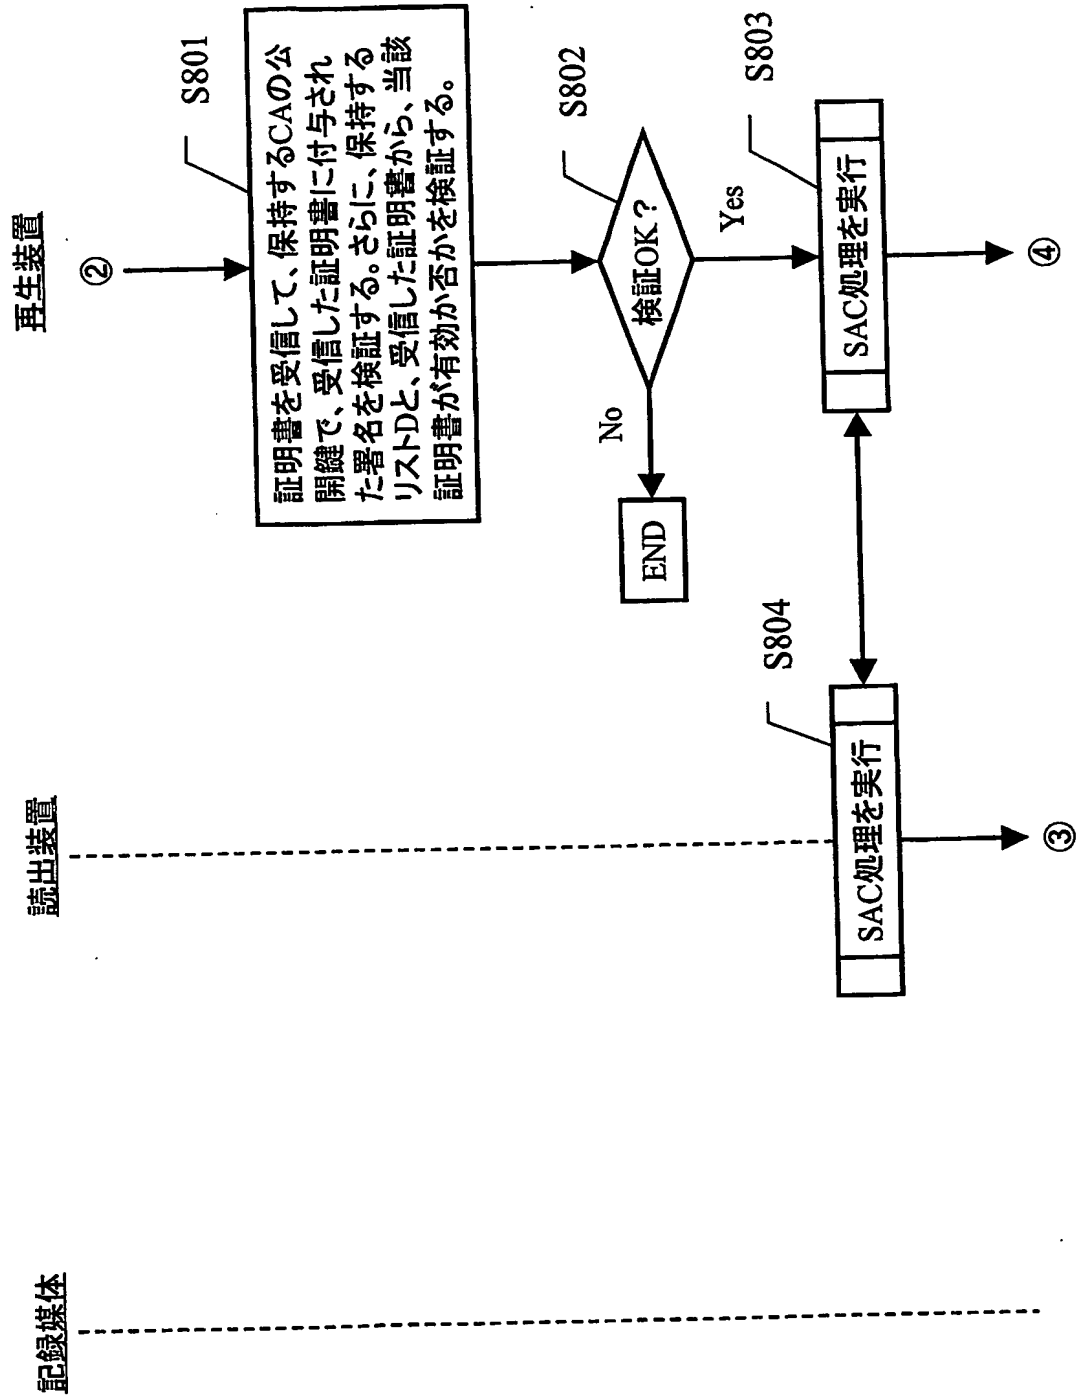 記録媒体
読出装置
再生装置
②
S801
証明書を受信して、保持するCAの公
開鍵で、受信した証明書に付与され
た署名を検証する。さらに、保持する
リストDと、受信した証明書から、当該
証明書が有効か否かを検証する。
S802
検証OK？
No
Yes
END
S803
SAC処理を実行
S804
SAC処理を実行
③
④